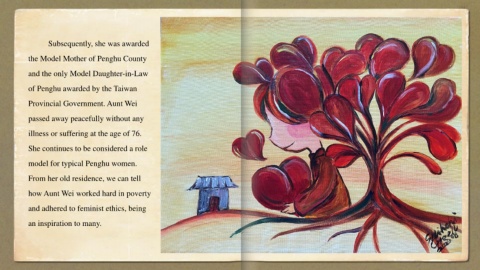 Subsequently, she was awarded
the Model Mother of Penghu County
and the only Model Daughter-in-Law
of Penghu awarded by the Taiwan
Provincial Government. Aunt Wei
passed away peacefully without any
illness or suffering at the age of 76.
She continues to be considered a role
model for typical Penghu women.
From her old residence, we can tell
how Aunt Wei worked hard in poverty
and adhered to feminist ethics, being
an inspiration to many.